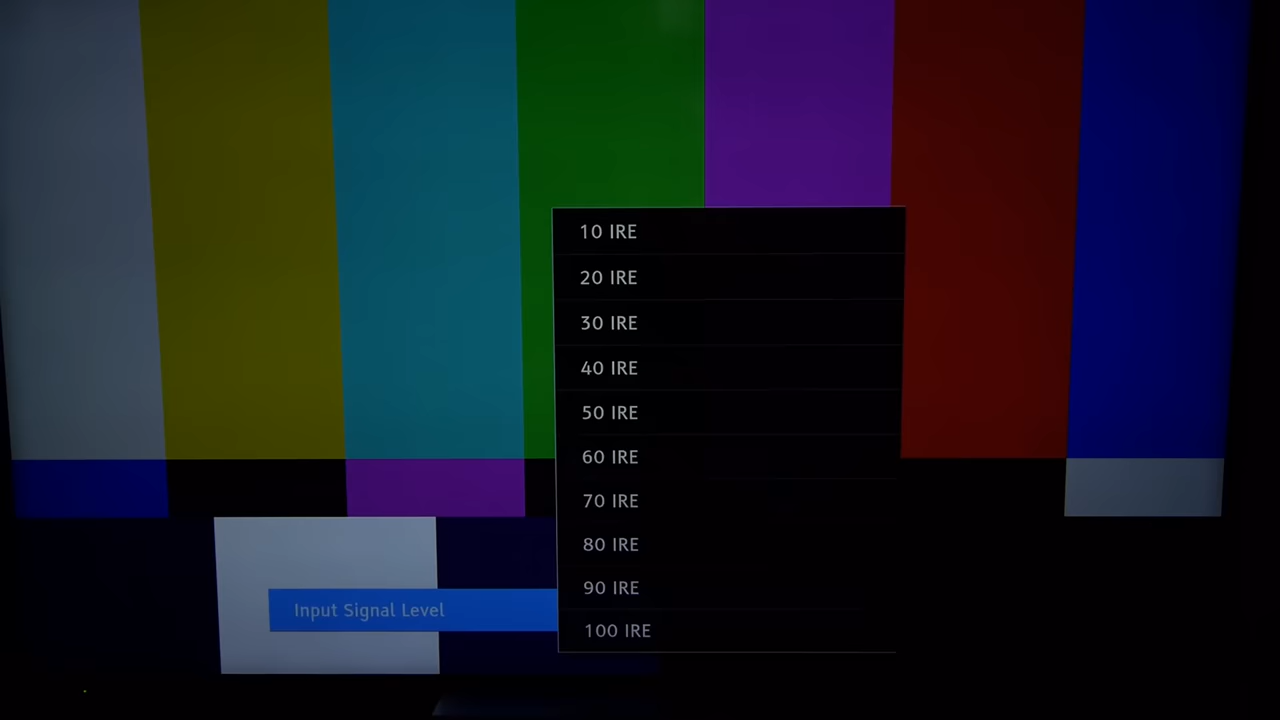 10 IRE
20 IRE
30 IRE
40 IRE
50 IRE
60 IRE
70 IRE
80 IRE
90 IRE
Input Signal Level
100 IRE